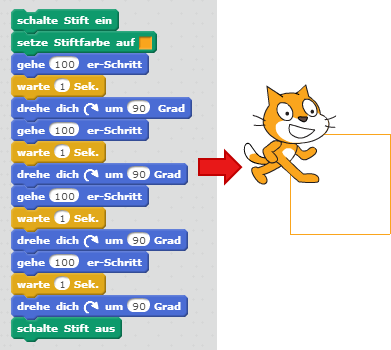 schalte Stift ein
setze Stiftfarbe auf
gehe 100 er-Schritt
warte 1 Sek.
drehe dich um 90 Grad
gehe 100 er-Schritt
warte 1 Sek.
drehe dich um 90 Grad
gehe 100 er-Schritt
warte 1 Sek.
drehe dich um 90 Grad
gehe 100 er-Schritt
warte 1 Sek.
drehe dich um 90 Grad
schalte Stift aus